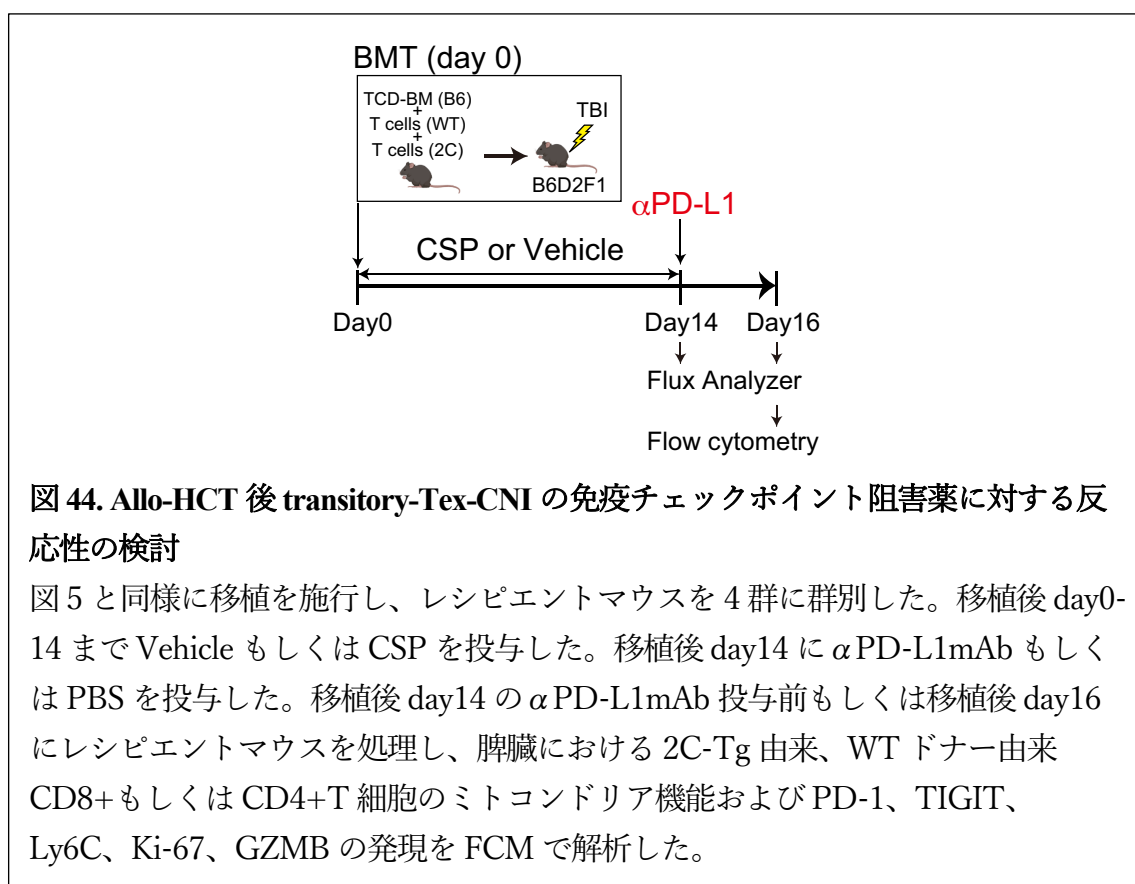 BMT (day 0)
TCD-BM (B6)
+
T cells (WT)
+
T cells (2C)
TBI
B6D2F1
αPD-L1
CSP or Vehicle
Day0
Day14
Day16
Flux Analyzer
Flow cytometry
図 44. Allo-HCT 後 transitory-Tex-CNI の免疫チェックポイント阻害薬に対する反
応性の検討
図 5 と同様に移植を施行し、レシピエントマウスを 4 群に群別した。移植後 day0-
14 まで Vehicle もしくは CSP を投与した。移植後 day14 に αPD-L1mAb もしく
は PBS を投与した。移植後 day14 の αPD-L1mAb 投与前もしくは移植後 day16
にレシピエントマウスを処理し、脾臓における 2C-Tg 由来、WT ドナー由来
CD8+もしくは CD4+T 細胞のミトコンドリア機能および PD-1、TIGIT、
Ly6C、Ki-67、GZMB の発現を FCM で解析した。